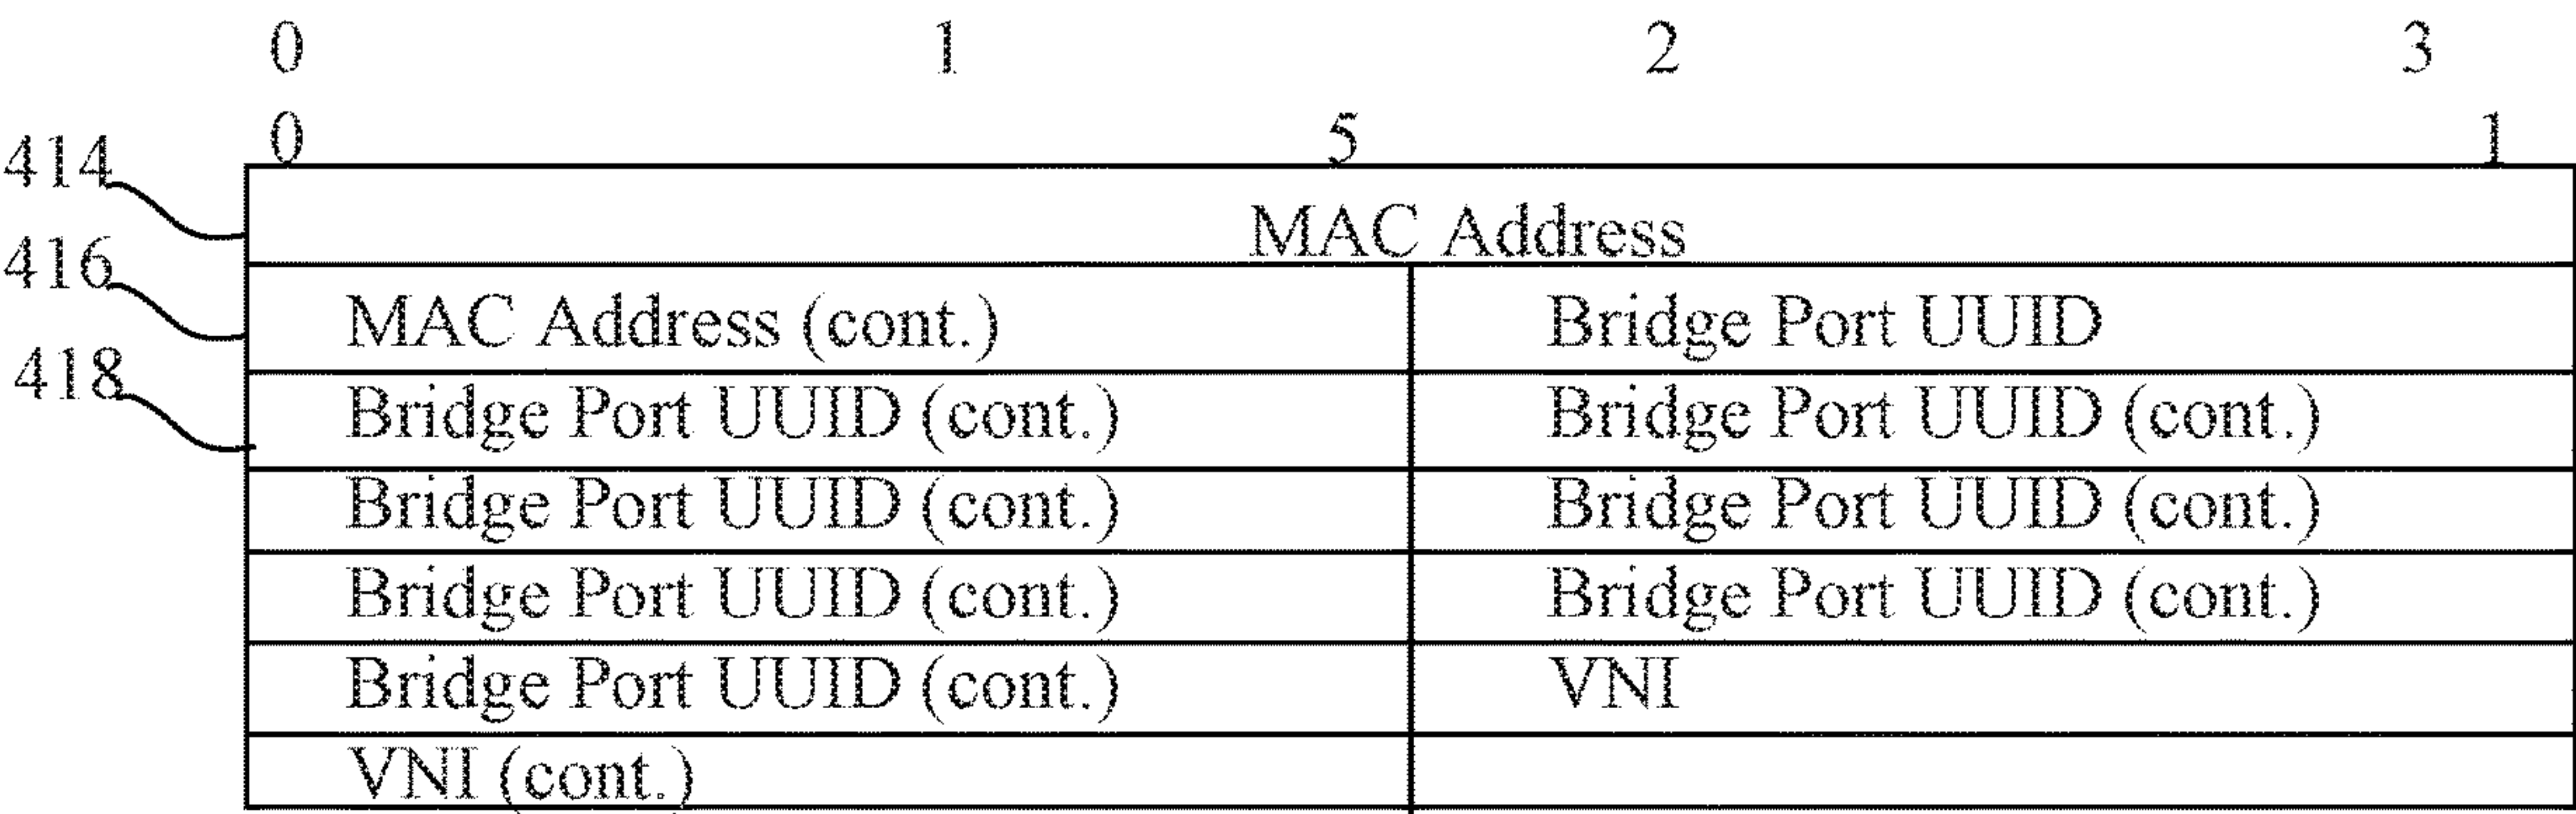 0 1 2 3
0 5 1
414
MAC Address
416
MAC Address (cont.) Bridge Port UUID
418
Bridge Port UUID (cont.) Bridge Port UUID (cont.)
Bridge Port UUID (cont.) Bridge Port UUID (cont.)
Bridge Port UUID (cont.) Bridge Port UUID (cont.)
Bridge Port UUID (cont.) VNI
VNI (cont.)